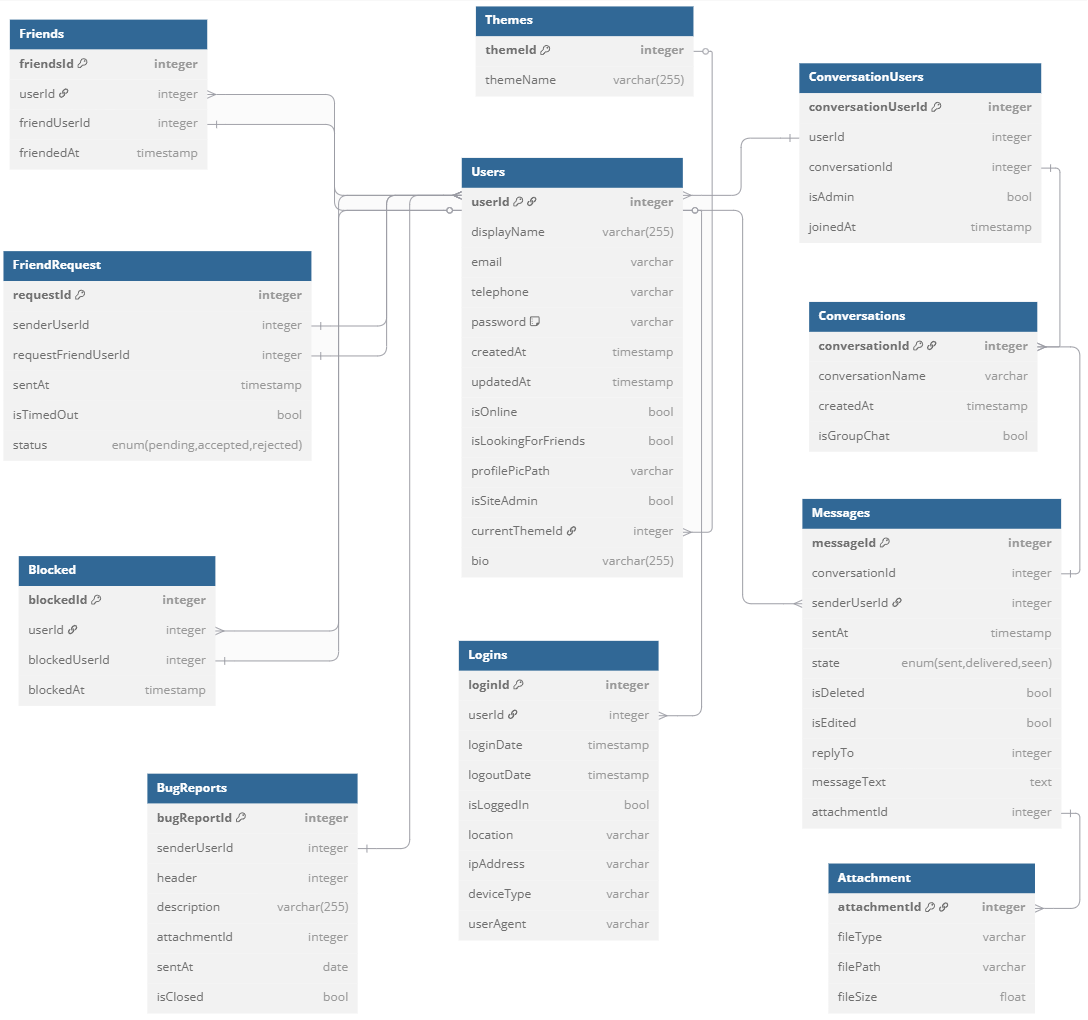 Friends
friendsId integer
userId integer
friendUserId integer
friendedAt timestamp
Themes
themeId integer
themeName varchar(255)
ConversationUsers
conversationUserId integer
userId integer
conversationId integer
isAdmin bool
joinedAt timestamp
Users
userId integer
displayName varchar(255)
email varchar
telephone varchar
password varchar
createdAt timestamp
updatedAt timestamp
isOnline bool
isLookingForFriends bool
profilePicPath varchar
isSiteAdmin bool
currentThemeId integer
bio varchar(255)
FriendRequest
requestId integer
senderUserId integer
requestFriendUserId integer
sentAt timestamp
isTimedOut bool
status enum(pending,accepted,rejected)
Conversations
conversationId integer
conversationName varchar
createdAt timestamp
isGroupChat bool
Messages
messageId integer
conversationId integer
senderUserId integer
sentAt timestamp
state enum(sent,delivered,seen)
isDeleted bool
isEdited bool
replyTo integer
messageText text
attachmentId integer
Blocked
blockedId integer
userId integer
blockedUserId integer
blockedAt timestamp
Logins
loginId integer
userId integer
loginDate timestamp
logoutDate timestamp
isLoggedIn bool
location varchar
ipAddress varchar
deviceType varchar
userAgent varchar
BugReports
bugReportId integer
senderUserId integer
header integer
description varchar(255)
attachmentId integer
sentAt date
isClosed bool
Attachment
attachmentId integer
fileType varchar
filePath varchar
fileSize float